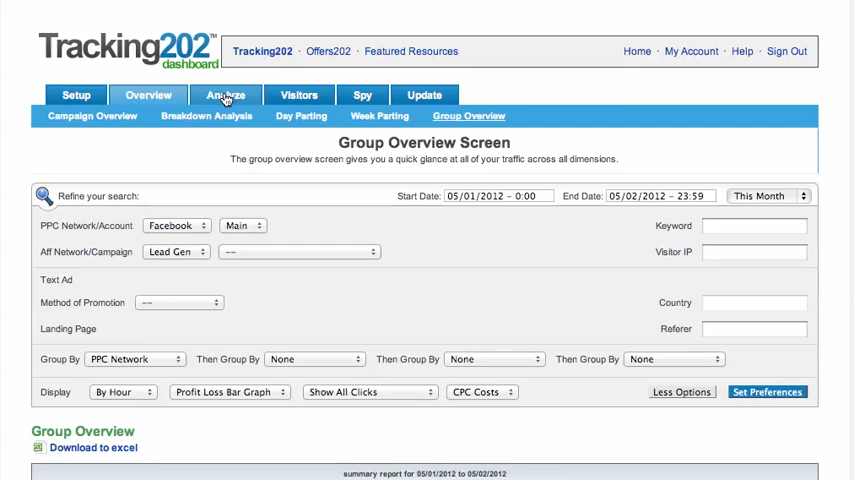 Tracking202™
dashboard
Tracking202 · Offers202 · Featured Resources
Home · My Account · Help · Sign Out
Setup Overview Analyze Visitors Spy Update
Campaign Overview Breakdown Analysis Day Parting Week Parting Group Overview
Group Overview Screen
The group overview screen gives you a quick glance at all of your traffic across all dimensions.
Refine your search: Start Date: 05/01/2012 - 0:00 End Date: 05/02/2012 - 23:59 This Month
PPC Network/Account Facebook Main Keyword
Aff Network/Campaign Lead Gen -- Visitor IP
Text Ad
Method of Promotion -- Country
Landing Page Referer
Group By PPC Network Then Group By None Then Group By None Then Group By None
Display By Hour Profit Loss Bar Graph Show All Clicks CPC Costs Less Options Set Preferences
Group Overview
Download to excel
summary report for 05/01/2012 to 05/02/2012